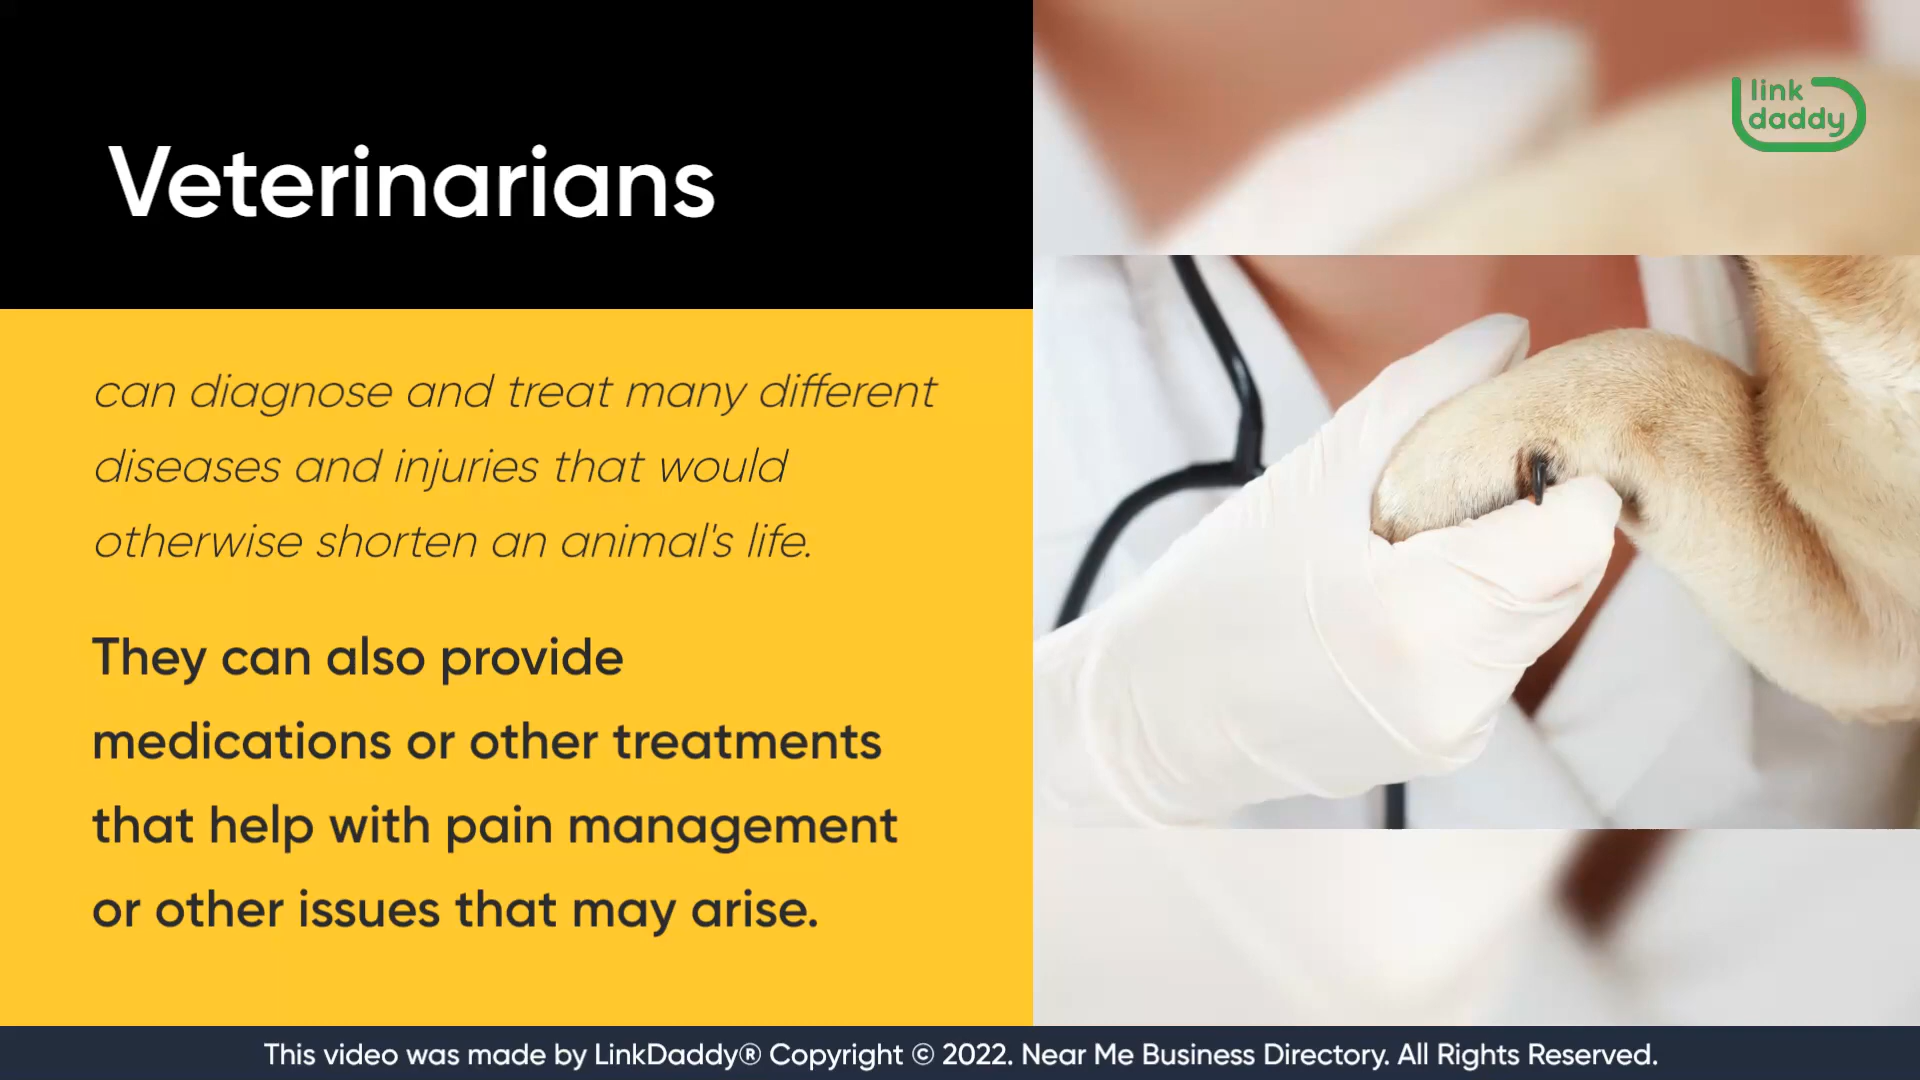 Veterinarians
link
daddy
can diagnose and treat many different
diseases and injuries that would
otherwise shorten an animal's life.
They can also provide
medications or other treatments
that help with pain management
or other issues that may arise.
This video was made by LinkDaddy® Copyright © 2022. Near Me Business Directory. All Rights Reserved.